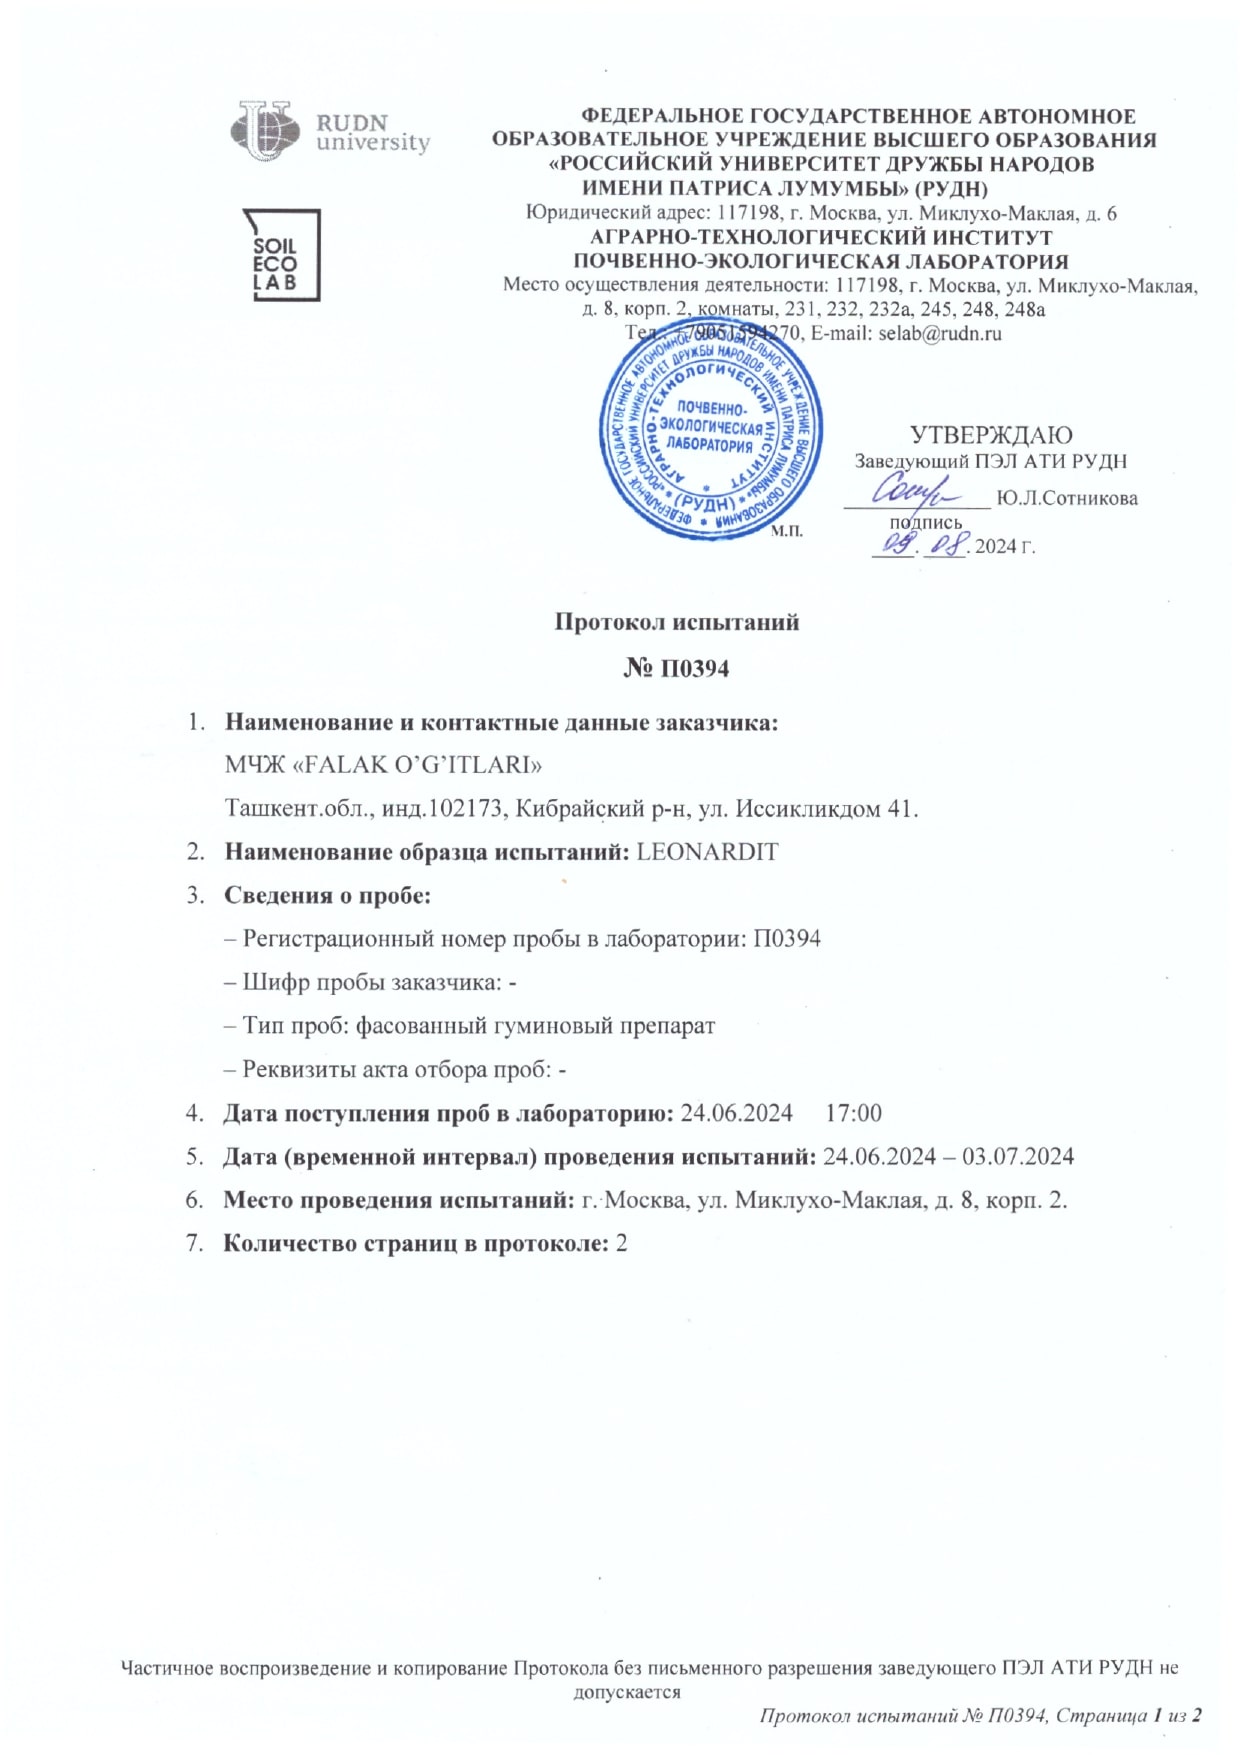 RUDN
university
SOIL
ECO
LAB
ФЕДЕРАЛЬНОЕ ГОСУДАРСТВЕННОЕ АВТОНОМНОЕ
ОБРАЗОВАТЕЛЬНОЕ УЧРЕЖДЕНИЕ ВЫСШЕГО ОБРАЗОВАНИЯ
«РОССИЙСКИЙ УНИВЕРСИТЕТ ДРУЖБЫ НАРОДОВ
ИМЕНИ ПАТРИСА ЛУМУМБЫ» (РУДН)
Юридический адрес: 117198, г. Москва, ул. Миклухо-Маклая, д. 6
АГРАРНО-ТЕХНОЛОГИЧЕСКИЙ ИНСТИТУТ
ПОЧВЕННО-ЭКОЛОГИЧЕСКАЯ ЛАБОРАТОРИЯ
Место осуществления деятельности: 117198, г. Москва, ул. Миклухо-Маклая,
д. 8, корп. 2, комнаты, 231, 232, 232а, 245, 248, 248а
Тел.: +79051594270, E-mail: selab@rudn.ru
ФЕДЕРАЛЬНОЕ ГОСУДАРСТВЕННОЕ АВТОНОМНОЕ ОБРАЗОВАТЕЛЬНОЕ УЧРЕЖДЕНИЕ ВЫСШЕГО ОБРАЗОВАНИЯ
«РОССИЙСКИЙ УНИВЕРСИТЕТ ДРУЖБЫ НАРОДОВ ИМЕНИ ПАТРИСА ЛУМУМБЫ» (РУДН)
АГРАРНО-ТЕХНОЛОГИЧЕСКИЙ ИНСТИТУТ
ПОЧВЕННО-
ЭКОЛОГИЧЕСКАЯ
ЛАБОРАТОРИЯ
УТВЕРЖДАЮ
Заведующий ПЭЛ АТИ РУДН
Ю.Л.Сотникова
подпись
М.П.
09. 08. 2024 г.
Протокол испытаний
№ П0394
1. Наименование и контактные данные заказчика:
МЧЖ «FALAK O’G’ITLARI»
Ташкент.обл., инд.102173, Кибрайский р-н, ул. Иссикликдом 41.
2. Наименование образца испытаний: LEONARDIT
3. Сведения о пробе:
– Регистрационный номер пробы в лаборатории: П0394
– Шифр пробы заказчика: -
– Тип проб: фасованный гуминовый препарат
– Реквизиты акта отбора проб: -
4. Дата поступления проб в лабораторию: 24.06.2024 17:00
5. Дата (временной интервал) проведения испытаний: 24.06.2024 – 03.07.2024
6. Место проведения испытаний: г. Москва, ул. Миклухо-Маклая, д. 8, корп. 2.
7. Количество страниц в протоколе: 2
Частичное воспроизведение и копирование Протокола без письменного разрешения заведующего ПЭЛ АТИ РУДН не
допускается
Протокол испытаний № П0394, Страница 1 из 2